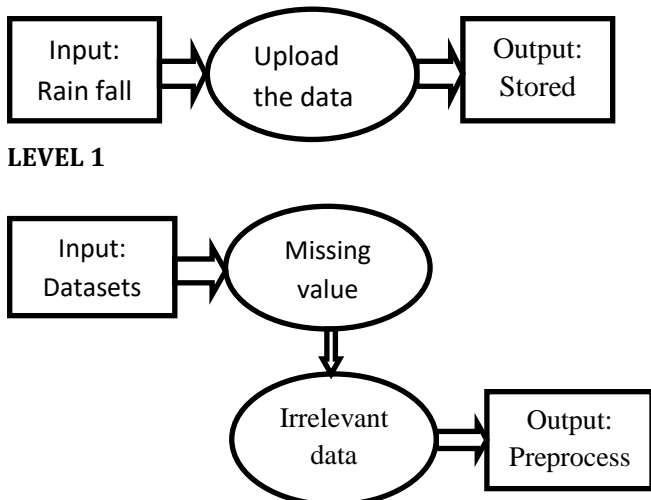 Input:
Rain fall
Upload
the data
Output:
Stored
LEVEL 1
Input:
Datasets
Missing
value
Irrelevant
data
Output:
Preprocess